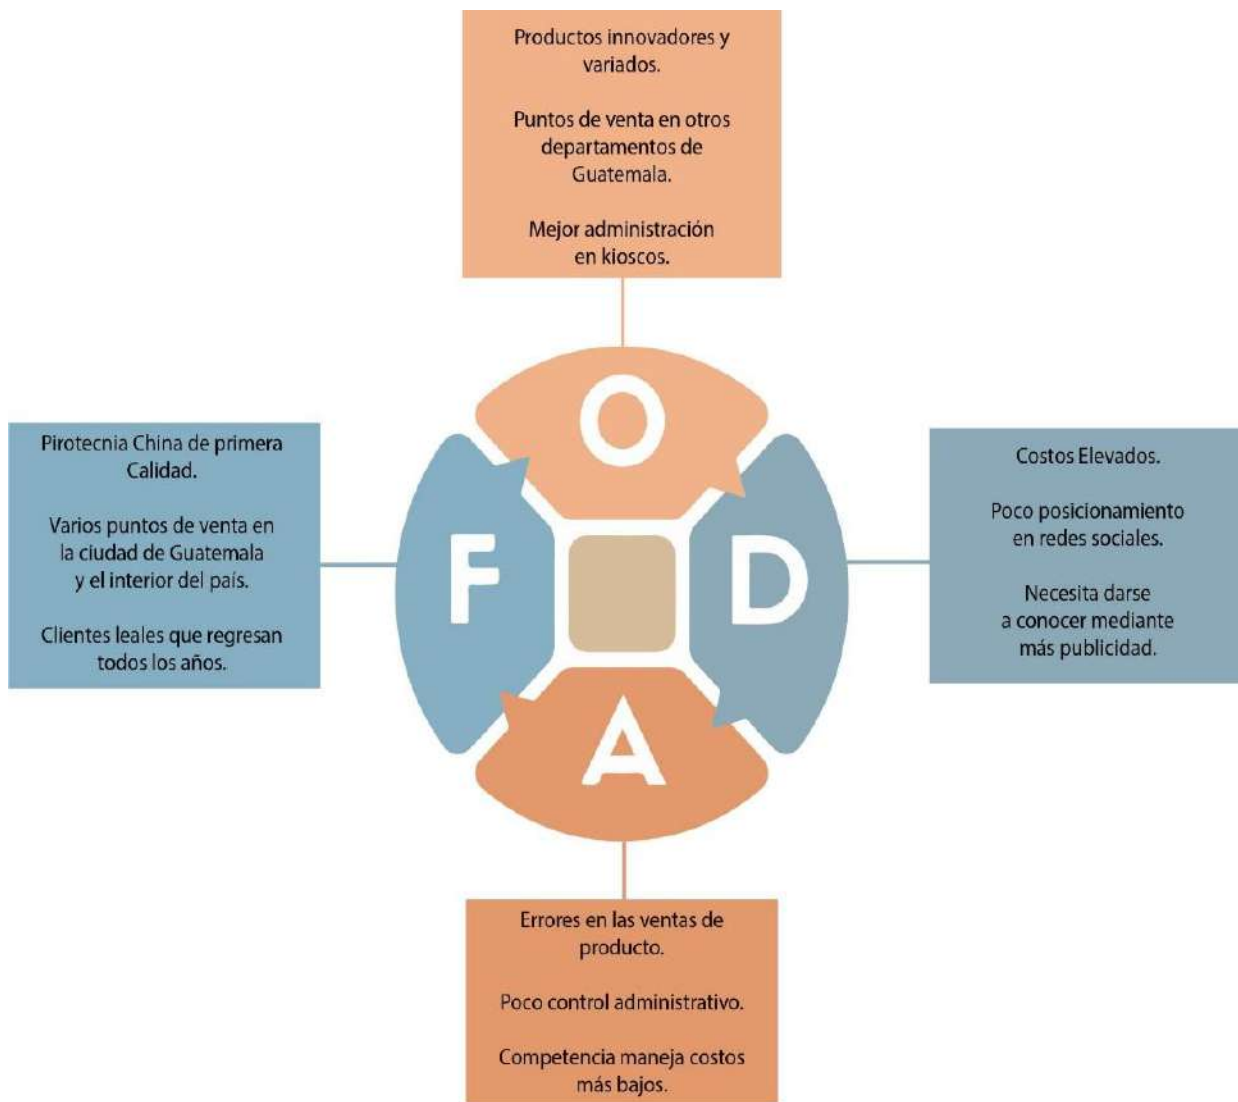 Productos innovadores y
variados.
Puntos de venta en otros
departamentos de
Guatemala.
Mejor administración
en kioscos.
O
Pirotecnia China de primera
Calidad.
Varios puntos de venta en
la ciudad de Guatemala
y el interior del país.
Clientes leales que regresan
todos los años.
F
D
Costos Elevados.
Poco posicionamiento
en redes sociales.
Necesita darse
a conocer mediante
más publicidad.
A
Errores en las ventas de
producto.
Poco control administrativo.
Competencia maneja costos
más bajos.